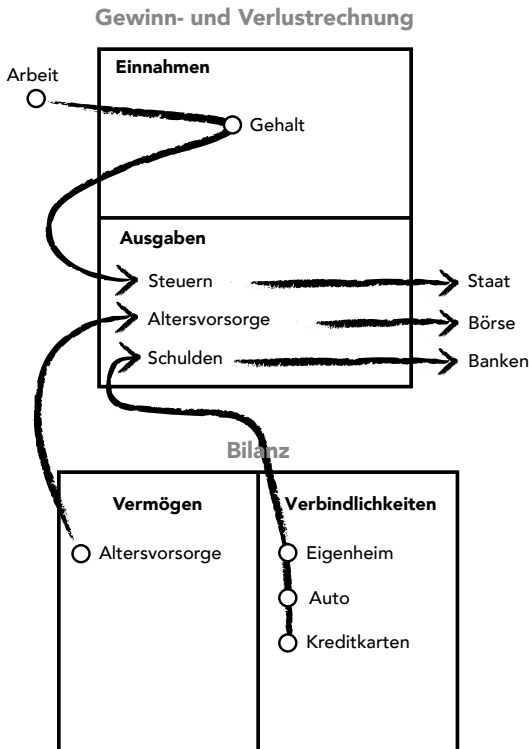 Gewinn- und Verlustrechnung
Einnahmen
Arbeit
Gehalt
Ausgaben
Steuern
Staat
Altersvorsorge
Börse
Schulden
Banken
Bilanz
Vermögen
Verbindlichkeiten
Altersvorsorge
Eigenheim
Auto
Kreditkarten